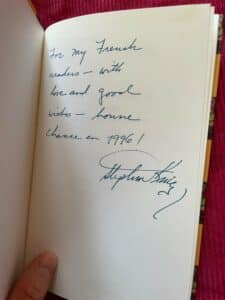 For my French
readers – with
love and good
wishes – bonne
chance en 1996!
Stephen King